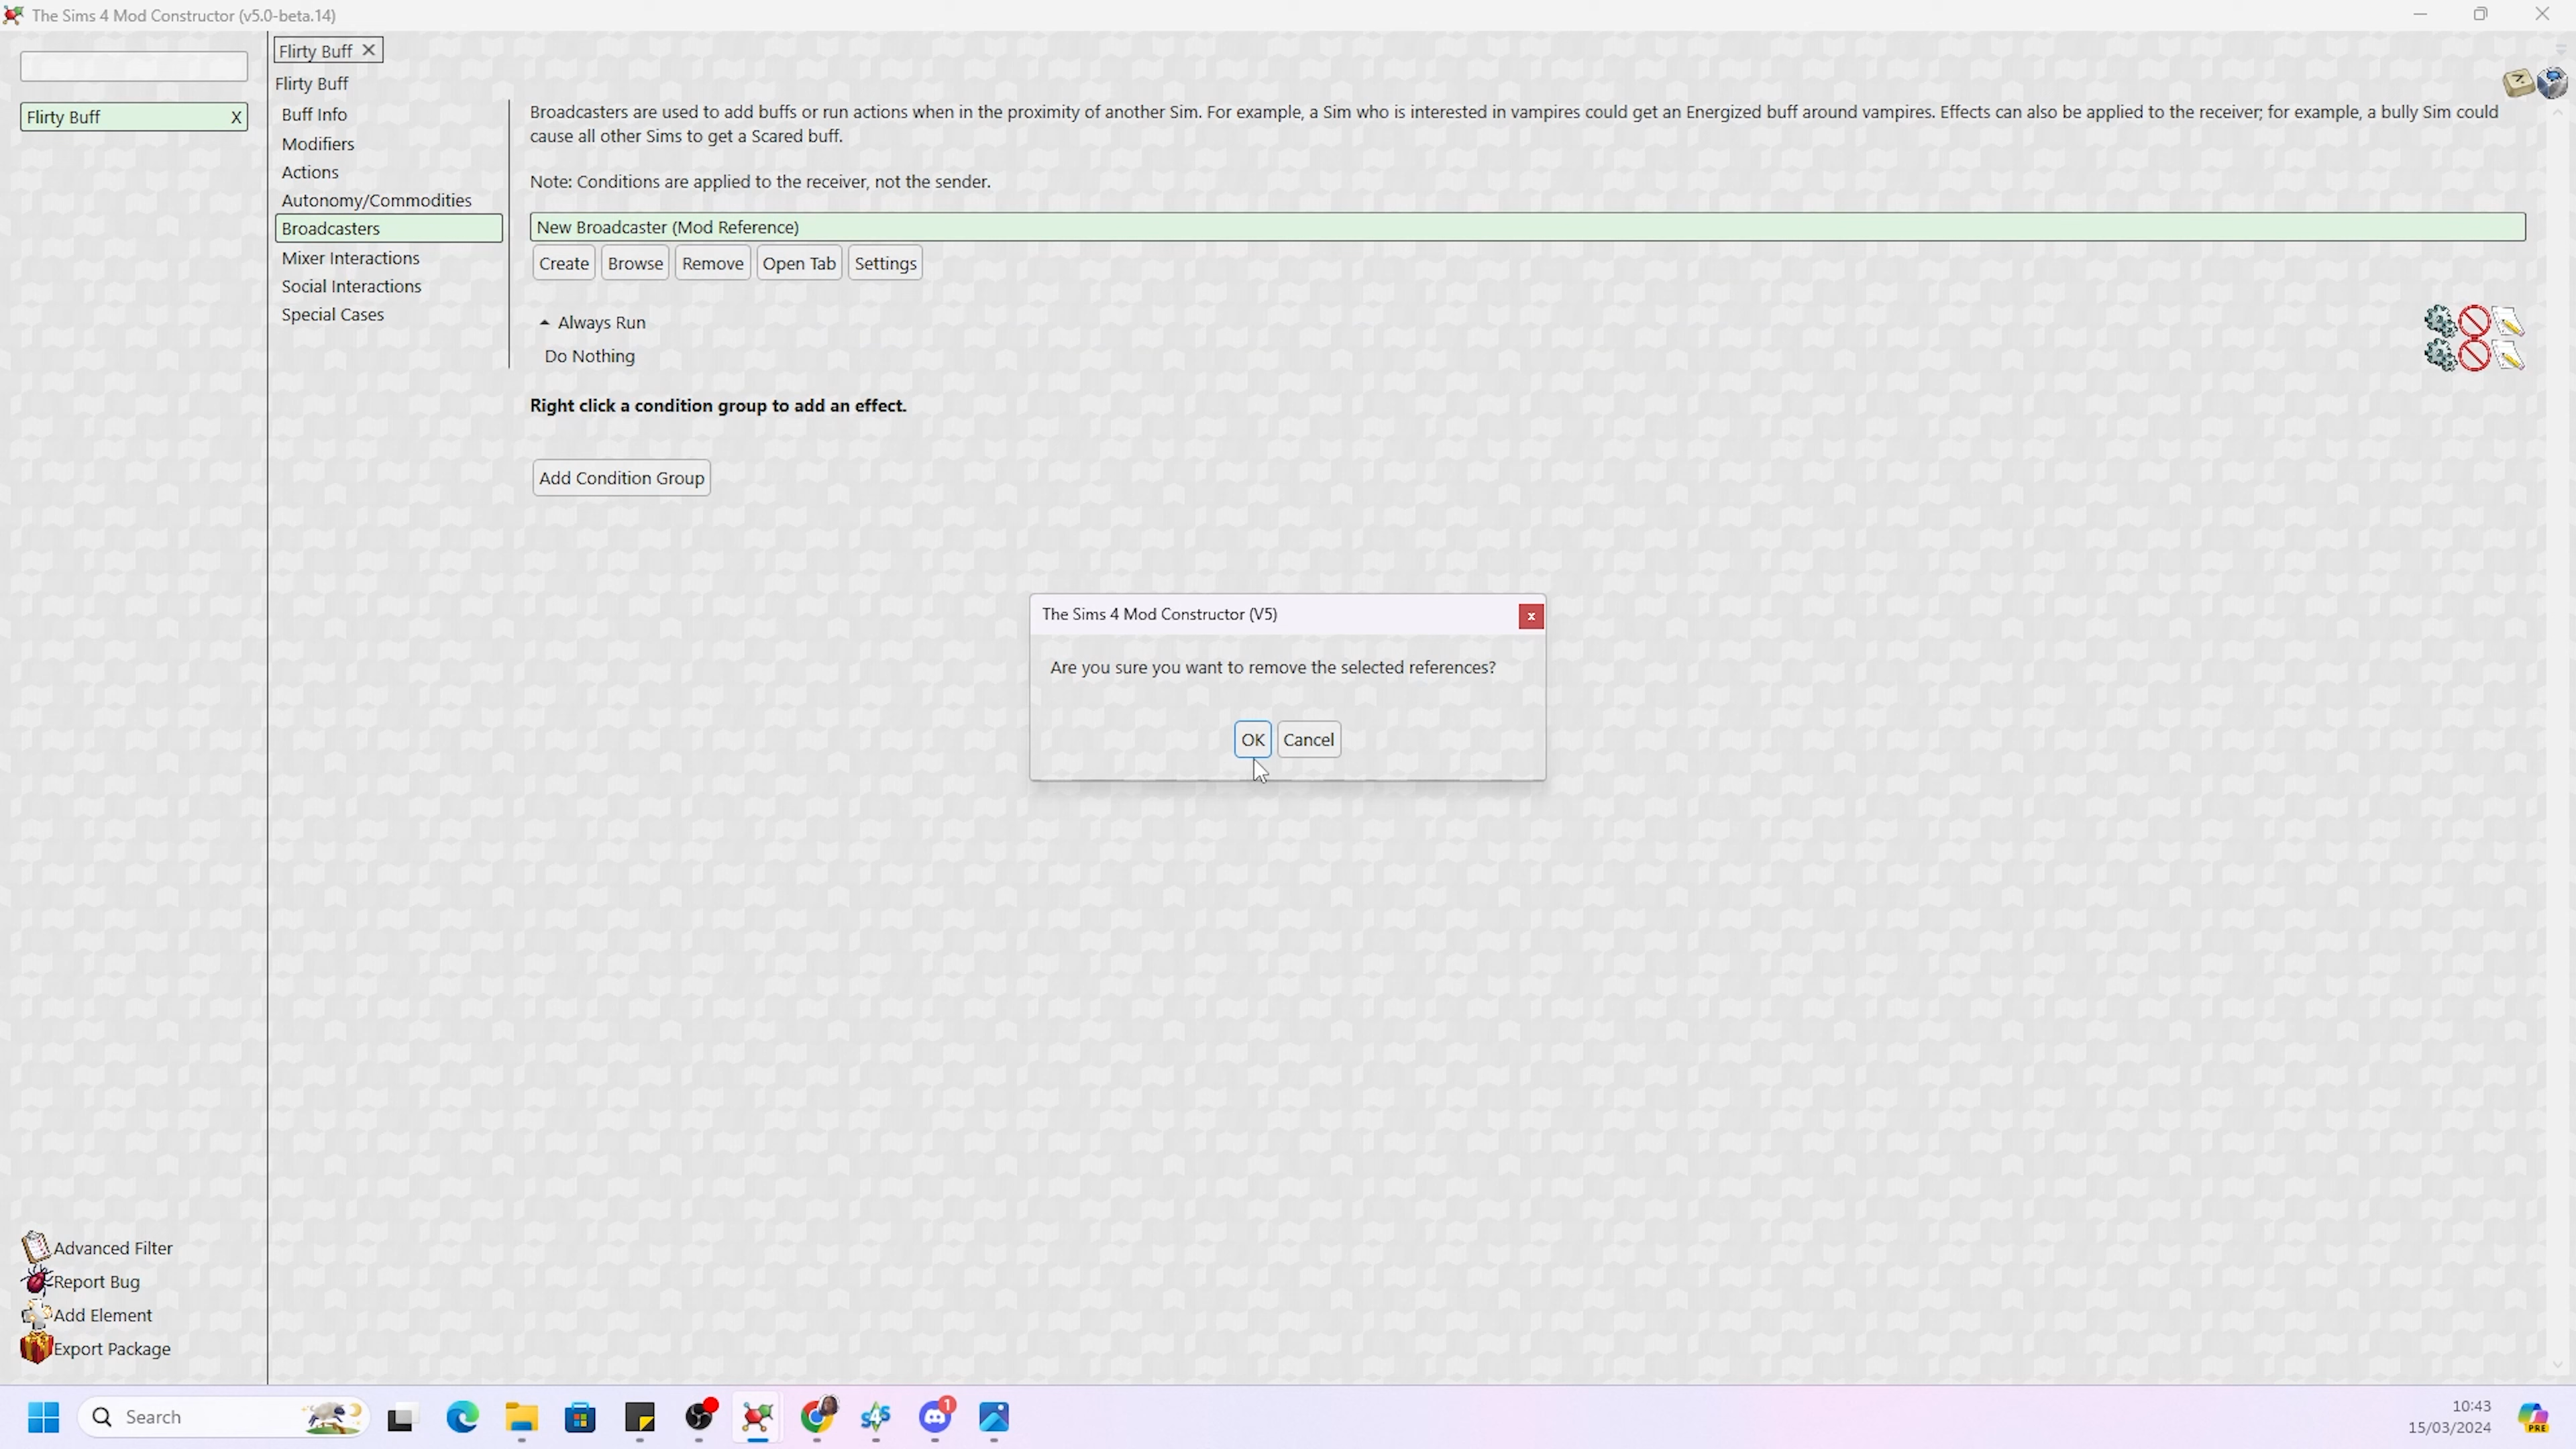 The Sims 4 Mod Constructor (v5.0-beta.14)
Flirty Buff
Flirty Buff X
Flirty Buff
Buff Info
Modifiers
Actions
Autonomy/Commodities
Broadcasters
Mixer Interactions
Social Interactions
Special Cases
Broadcasters are used to add buffs or run actions when in the proximity of another Sim. For example, a Sim who is interested in vampires could get an Energized buff around vampires. Effects can also be applied to the receiver; for example, a bully Sim could
cause all other Sims to get a Scared buff.
Note: Conditions are applied to the receiver, not the sender.
New Broadcaster (Mod Reference)
Create Browse Remove Open Tab Settings
Always Run
Do Nothing
Right click a condition group to add an effect.
Add Condition Group
The Sims 4 Mod Constructor (V5)
Are you sure you want to remove the selected references?
OK Cancel
Advanced Filter
Report Bug
Add Element
Export Package
Search
1
10:43
15/03/2024
PRE